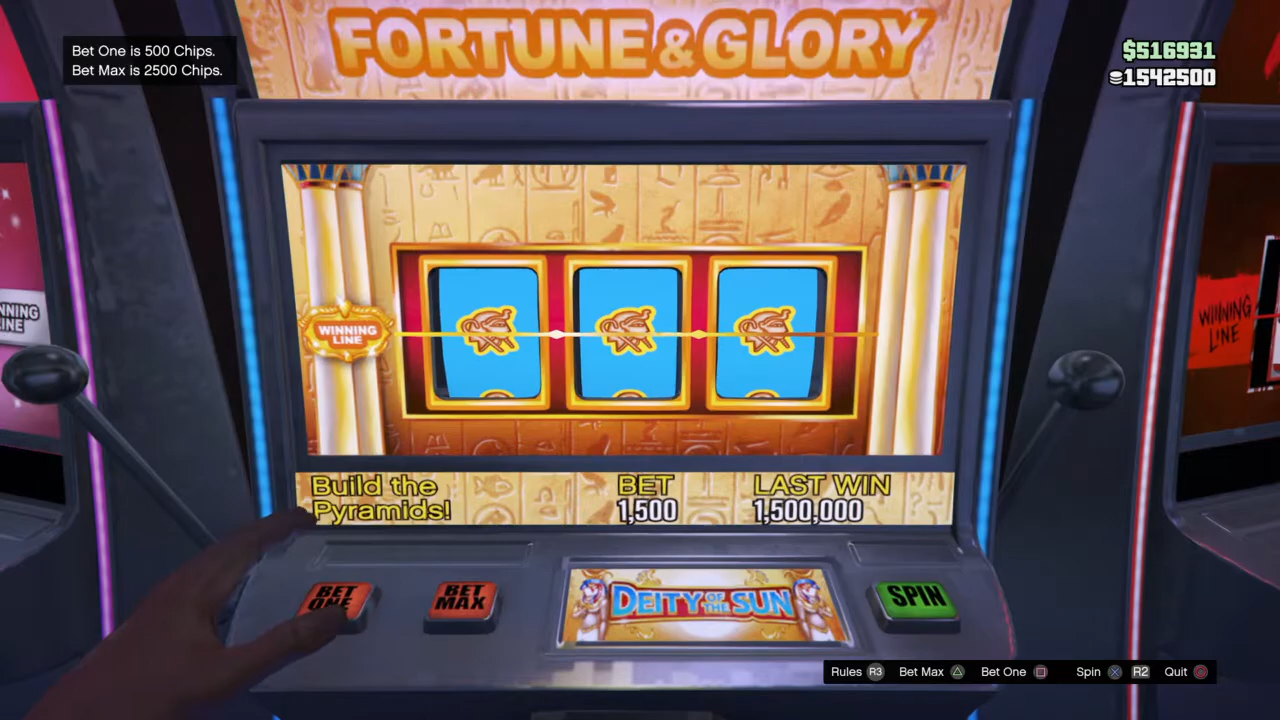 Bet One is 500 Chips.
Bet Max is 2500 Chips.
FORTUNE & GLORY
$516931
1542500
WINNING
LINE
NNING
INE
WINNING
LINE
Build the
Pyramids!
BET
1,500
LAST WIN
1,500,000
BET
ONE
BET
MAX
DEITY OF THE SUN
SPIN
Rules R3 Bet Max Bet One Spin R2 Quit